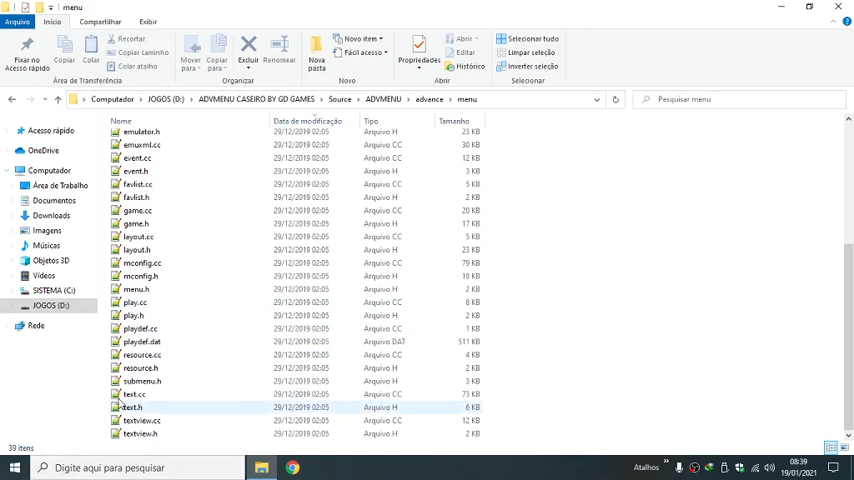 menu
Arquivo Início Compartilhar Exibir
Fixar no Acesso rápido
Copiar
Colar
Recortar
Copiar caminho
Colar atalho
Área de Transferência
Mover para
Copiar para
Excluir
Renomear
Organizar
Nova pasta
Novo item
Fácil acesso
Novo
Propriedades
Abrir
Editar
Histórico
Abrir
Selecionar tudo
Limpar seleção
Inverter seleção
Selecionar
Computador > JOGOS (D:) > ADVMENU CASEIRO BY GD GAMES > Source > ADVMENU > advance > menu
Pesquisar menu
Acesso rápido
OneDrive
Computador
Área de Trabalho
Documentos
Downloads
Imagens
Músicas
Objetos 3D
Vídeos
SISTEMA (C:)
JOGOS (D:)
Rede
Nome Data de modificação Tipo Tamanho
emulator.h 29/12/2019 02:05 Arquivo H 23 KB
emuxml.cc 29/12/2019 02:05 Arquivo CC 30 KB
event.cc 29/12/2019 02:05 Arquivo CC 12 KB
event.h 29/12/2019 02:05 Arquivo H 3 KB
favlist.cc 29/12/2019 02:05 Arquivo CC 5 KB
favlist.h 29/12/2019 02:05 Arquivo H 2 KB
game.cc 29/12/2019 02:05 Arquivo CC 20 KB
game.h 29/12/2019 02:05 Arquivo H 17 KB
layout.cc 29/12/2019 02:05 Arquivo CC 5 KB
layout.h 29/12/2019 02:05 Arquivo H 23 KB
mconfig.cc 29/12/2019 02:05 Arquivo CC 79 KB
mconfig.h 29/12/2019 02:05 Arquivo H 18 KB
menu.h 29/12/2019 02:05 Arquivo H 2 KB
play.cc 29/12/2019 02:05 Arquivo CC 8 KB
play.h 29/12/2019 02:05 Arquivo H 2 KB
playdef.cc 29/12/2019 02:05 Arquivo CC 1 KB
playdef.dat 29/12/2019 02:05 Arquivo DAT 511 KB
resource.cc 29/12/2019 02:05 Arquivo CC 4 KB
resource.h 29/12/2019 02:05 Arquivo H 3 KB
submenu.h 29/12/2019 02:05 Arquivo H 3 KB
text.cc 29/12/2019 02:05 Arquivo CC 73 KB
text.h 29/12/2019 02:05 Arquivo H 6 KB
textview.cc 29/12/2019 02:05 Arquivo CC 12 KB
textview.h 29/12/2019 02:05 Arquivo H 2 KB
39 itens
Digite aqui para pesquisar
Atalhos
08:39
19/01/2021